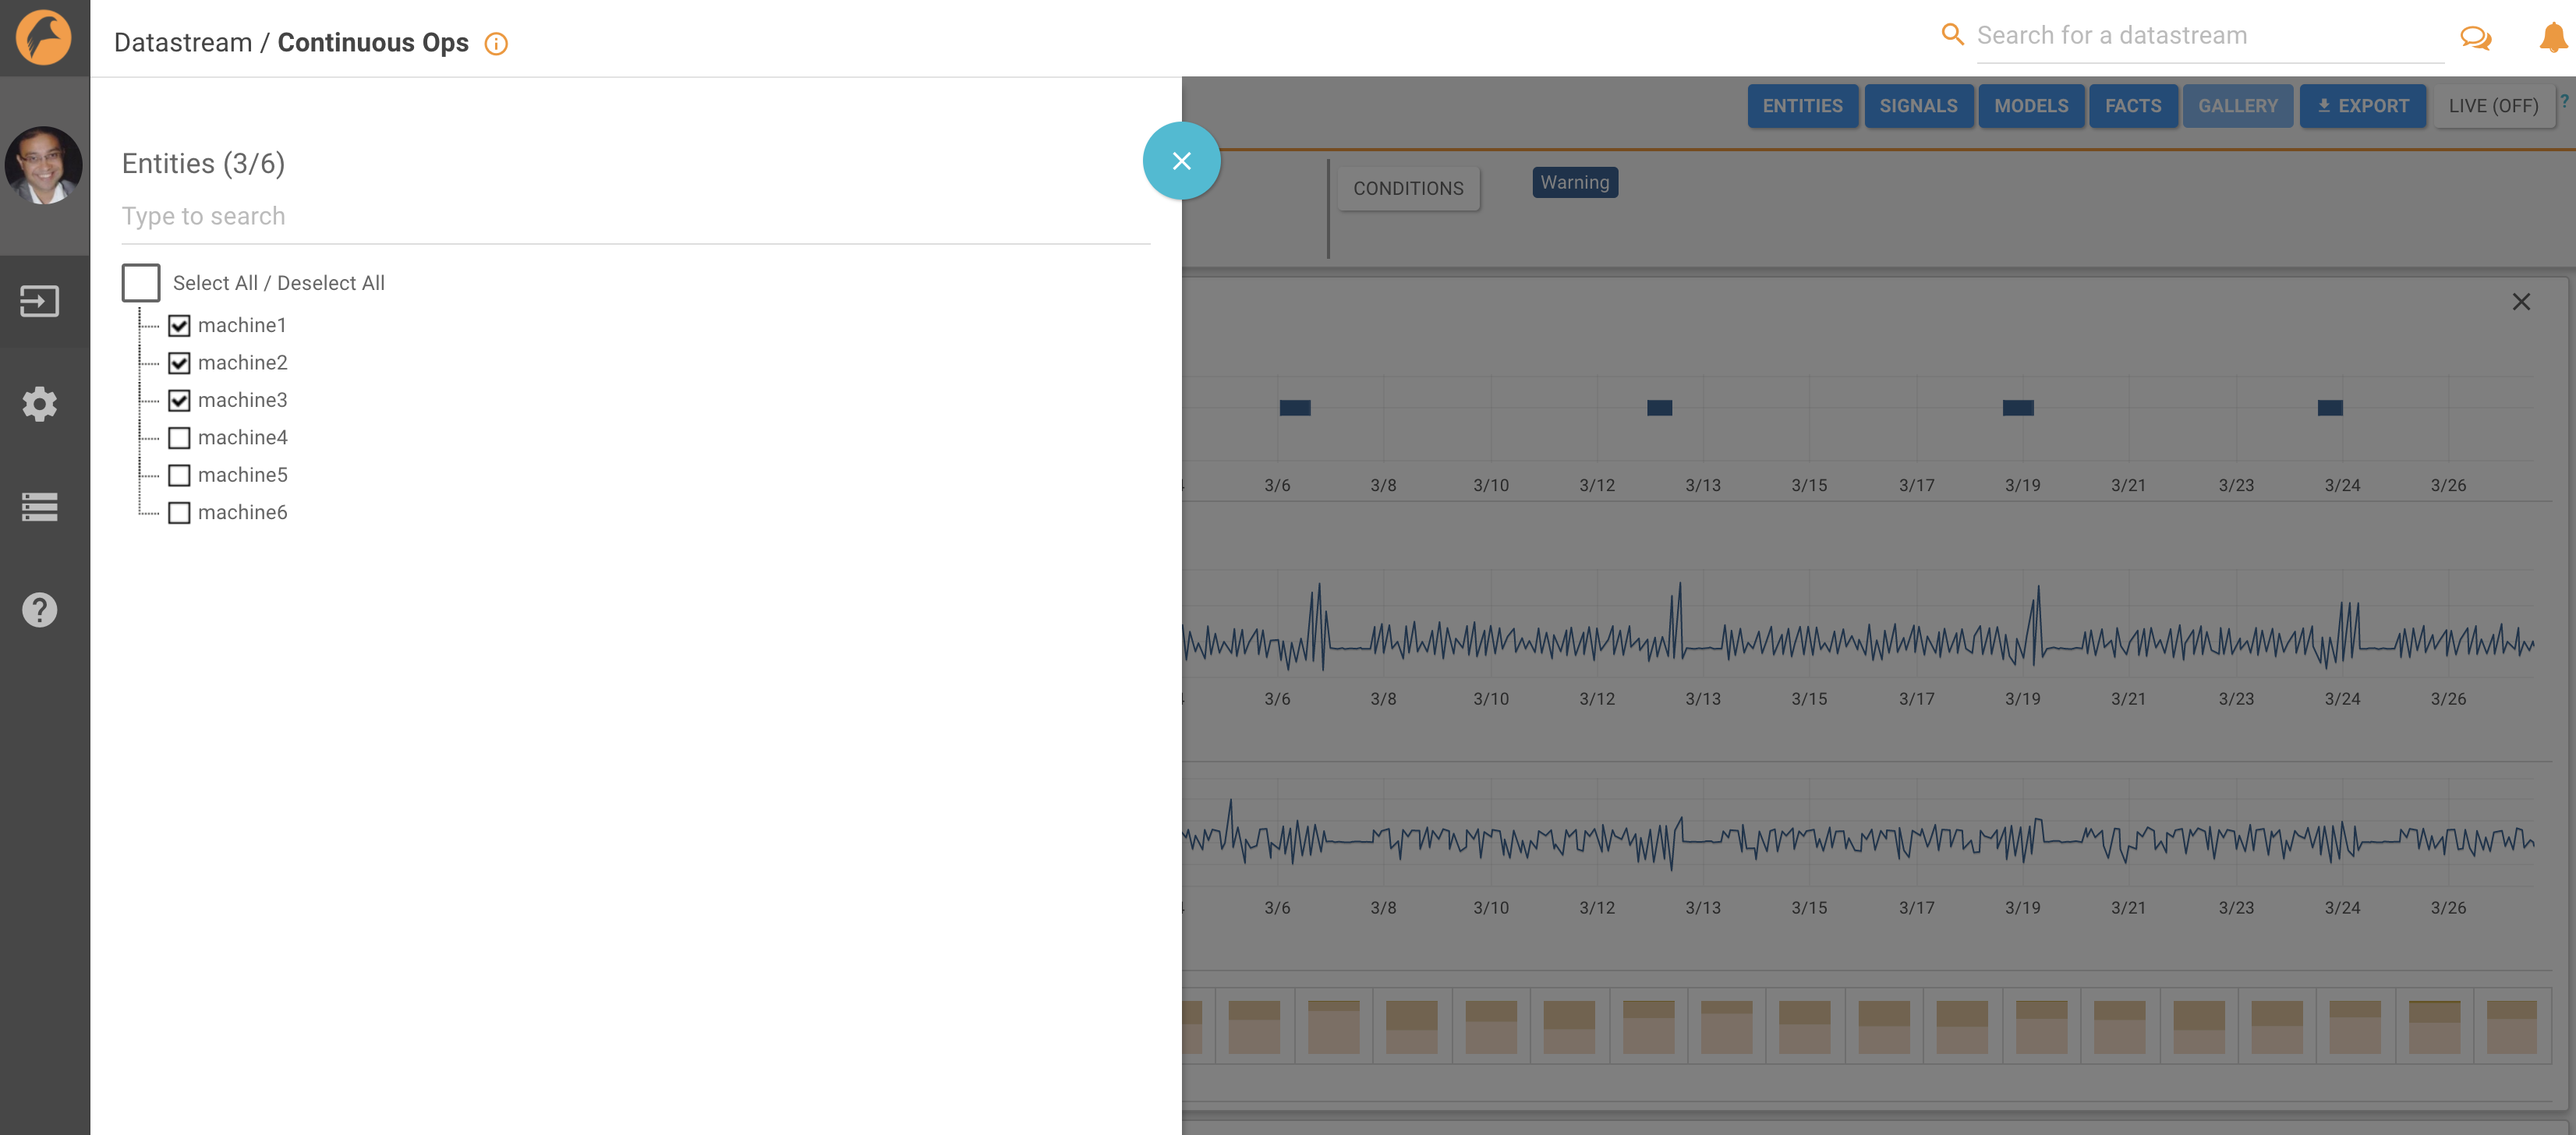 Datastream / Continuous Ops
Search for a datastream
ENTITIES SIGNALS MODELS FACTS GALLERY EXPORT LIVE (OFF) ?
Entities (3/6)
Type to search
CONDITIONS Warning
Select All / Deselect All
machine1
machine2
machine3
machine4
machine5
machine6
3/6 3/8 3/10 3/12 3/13 3/15 3/17 3/19 3/21 3/23 3/24 3/26
3/6 3/8 3/10 3/12 3/13 3/15 3/17 3/19 3/21 3/23 3/24 3/26
3/6 3/8 3/10 3/12 3/13 3/15 3/17 3/19 3/21 3/23 3/24 3/26